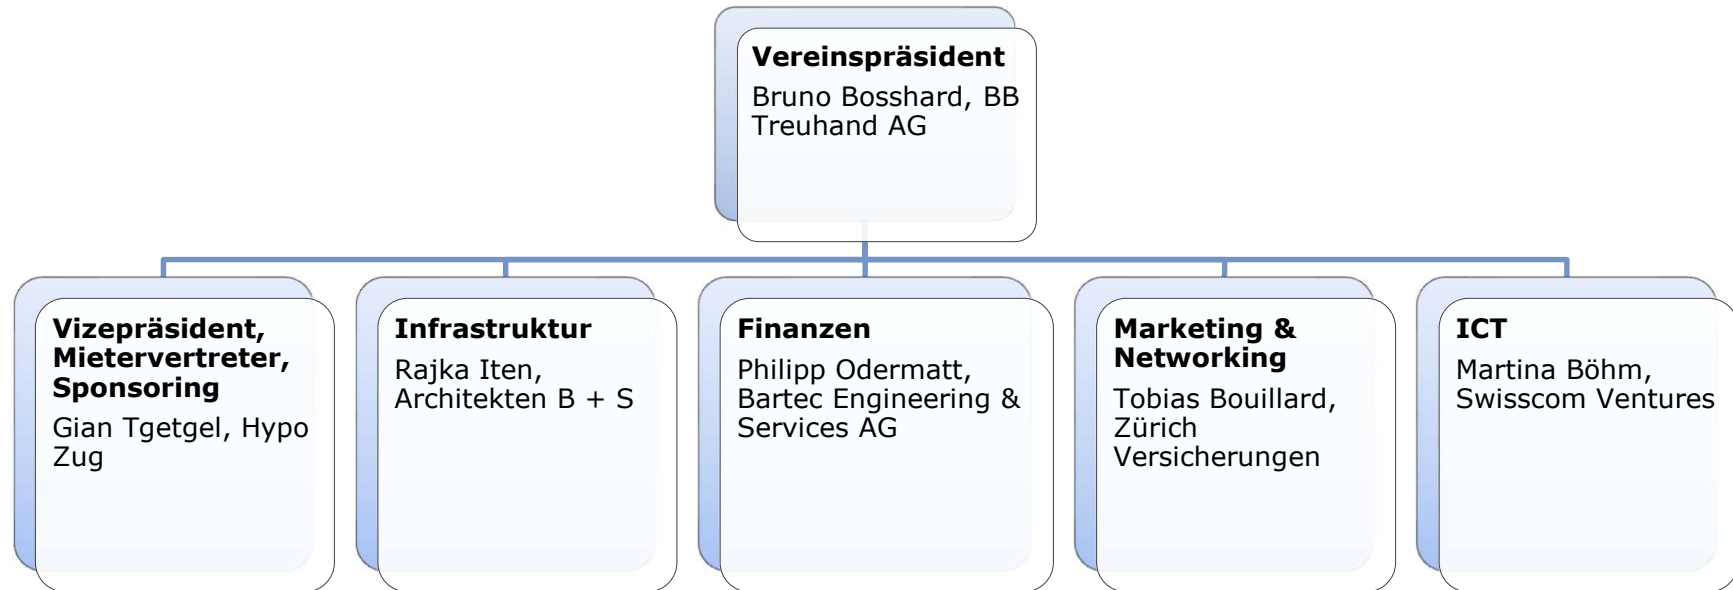 Vereinspräsident
Bruno Bosshard, BB
Treuhand AG
Vizepräsident,
Mietervertreter,
Sponsoring
Gian Tgetgel, Hypo
Zug
Infrastruktur
Rajka Iten,
Architekten B + S
Finanzen
Philipp Odermatt,
Bartec Engineering &
Services AG
Marketing &
Networking
Tobias Bouillard,
Zürich
Versicherungen
ICT
Martina Böhm,
Swisscom Ventures